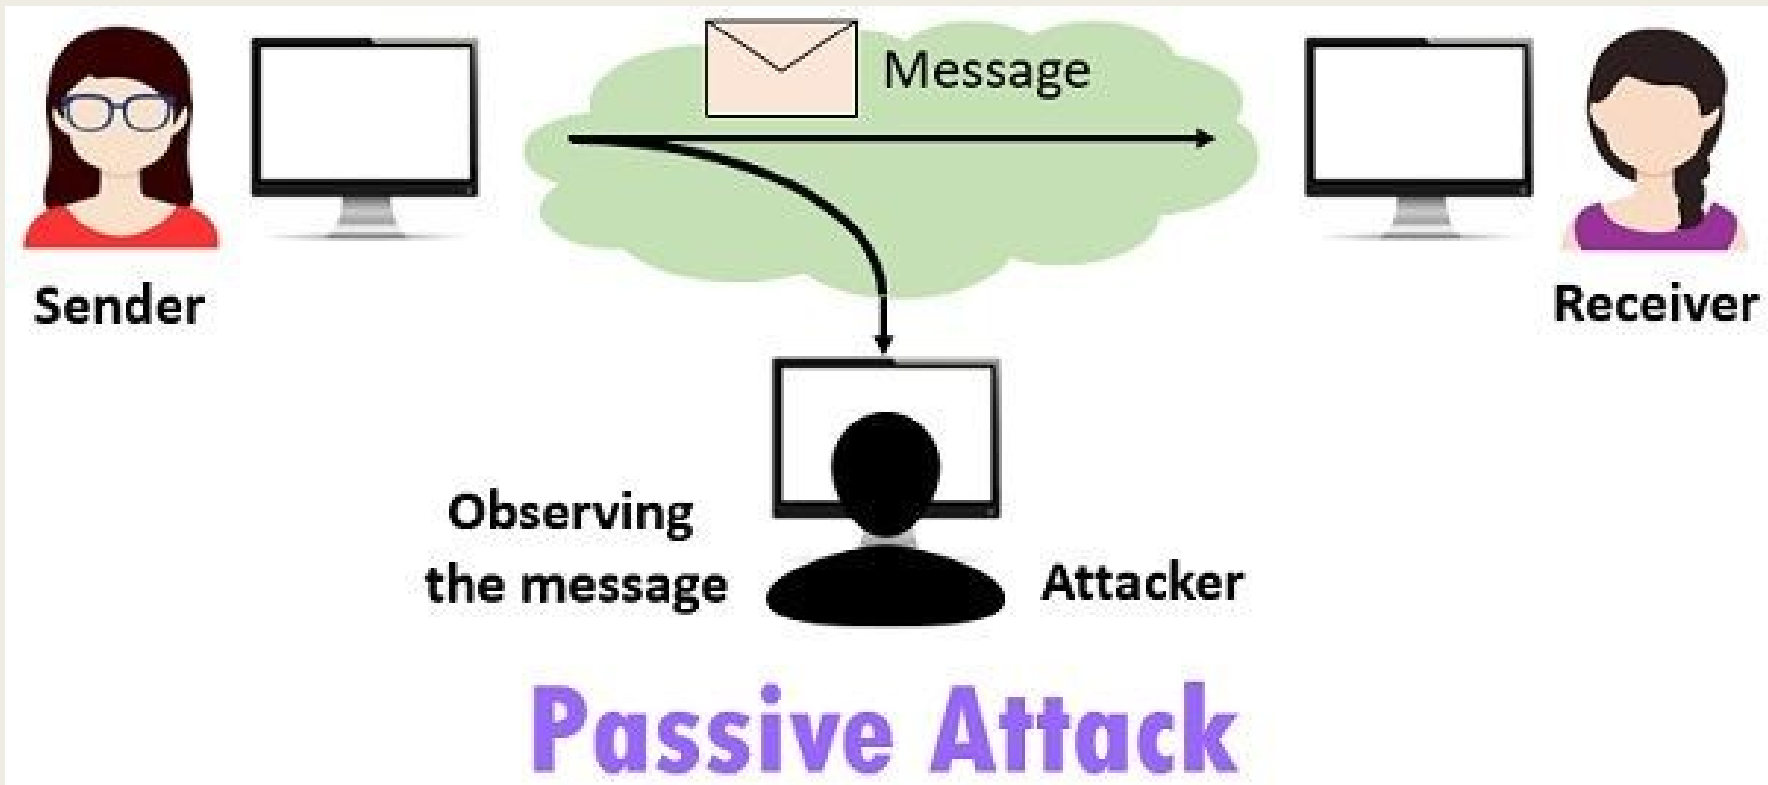 Message
Sender
Receiver
Observing
the message
Attacker
Passive Attack